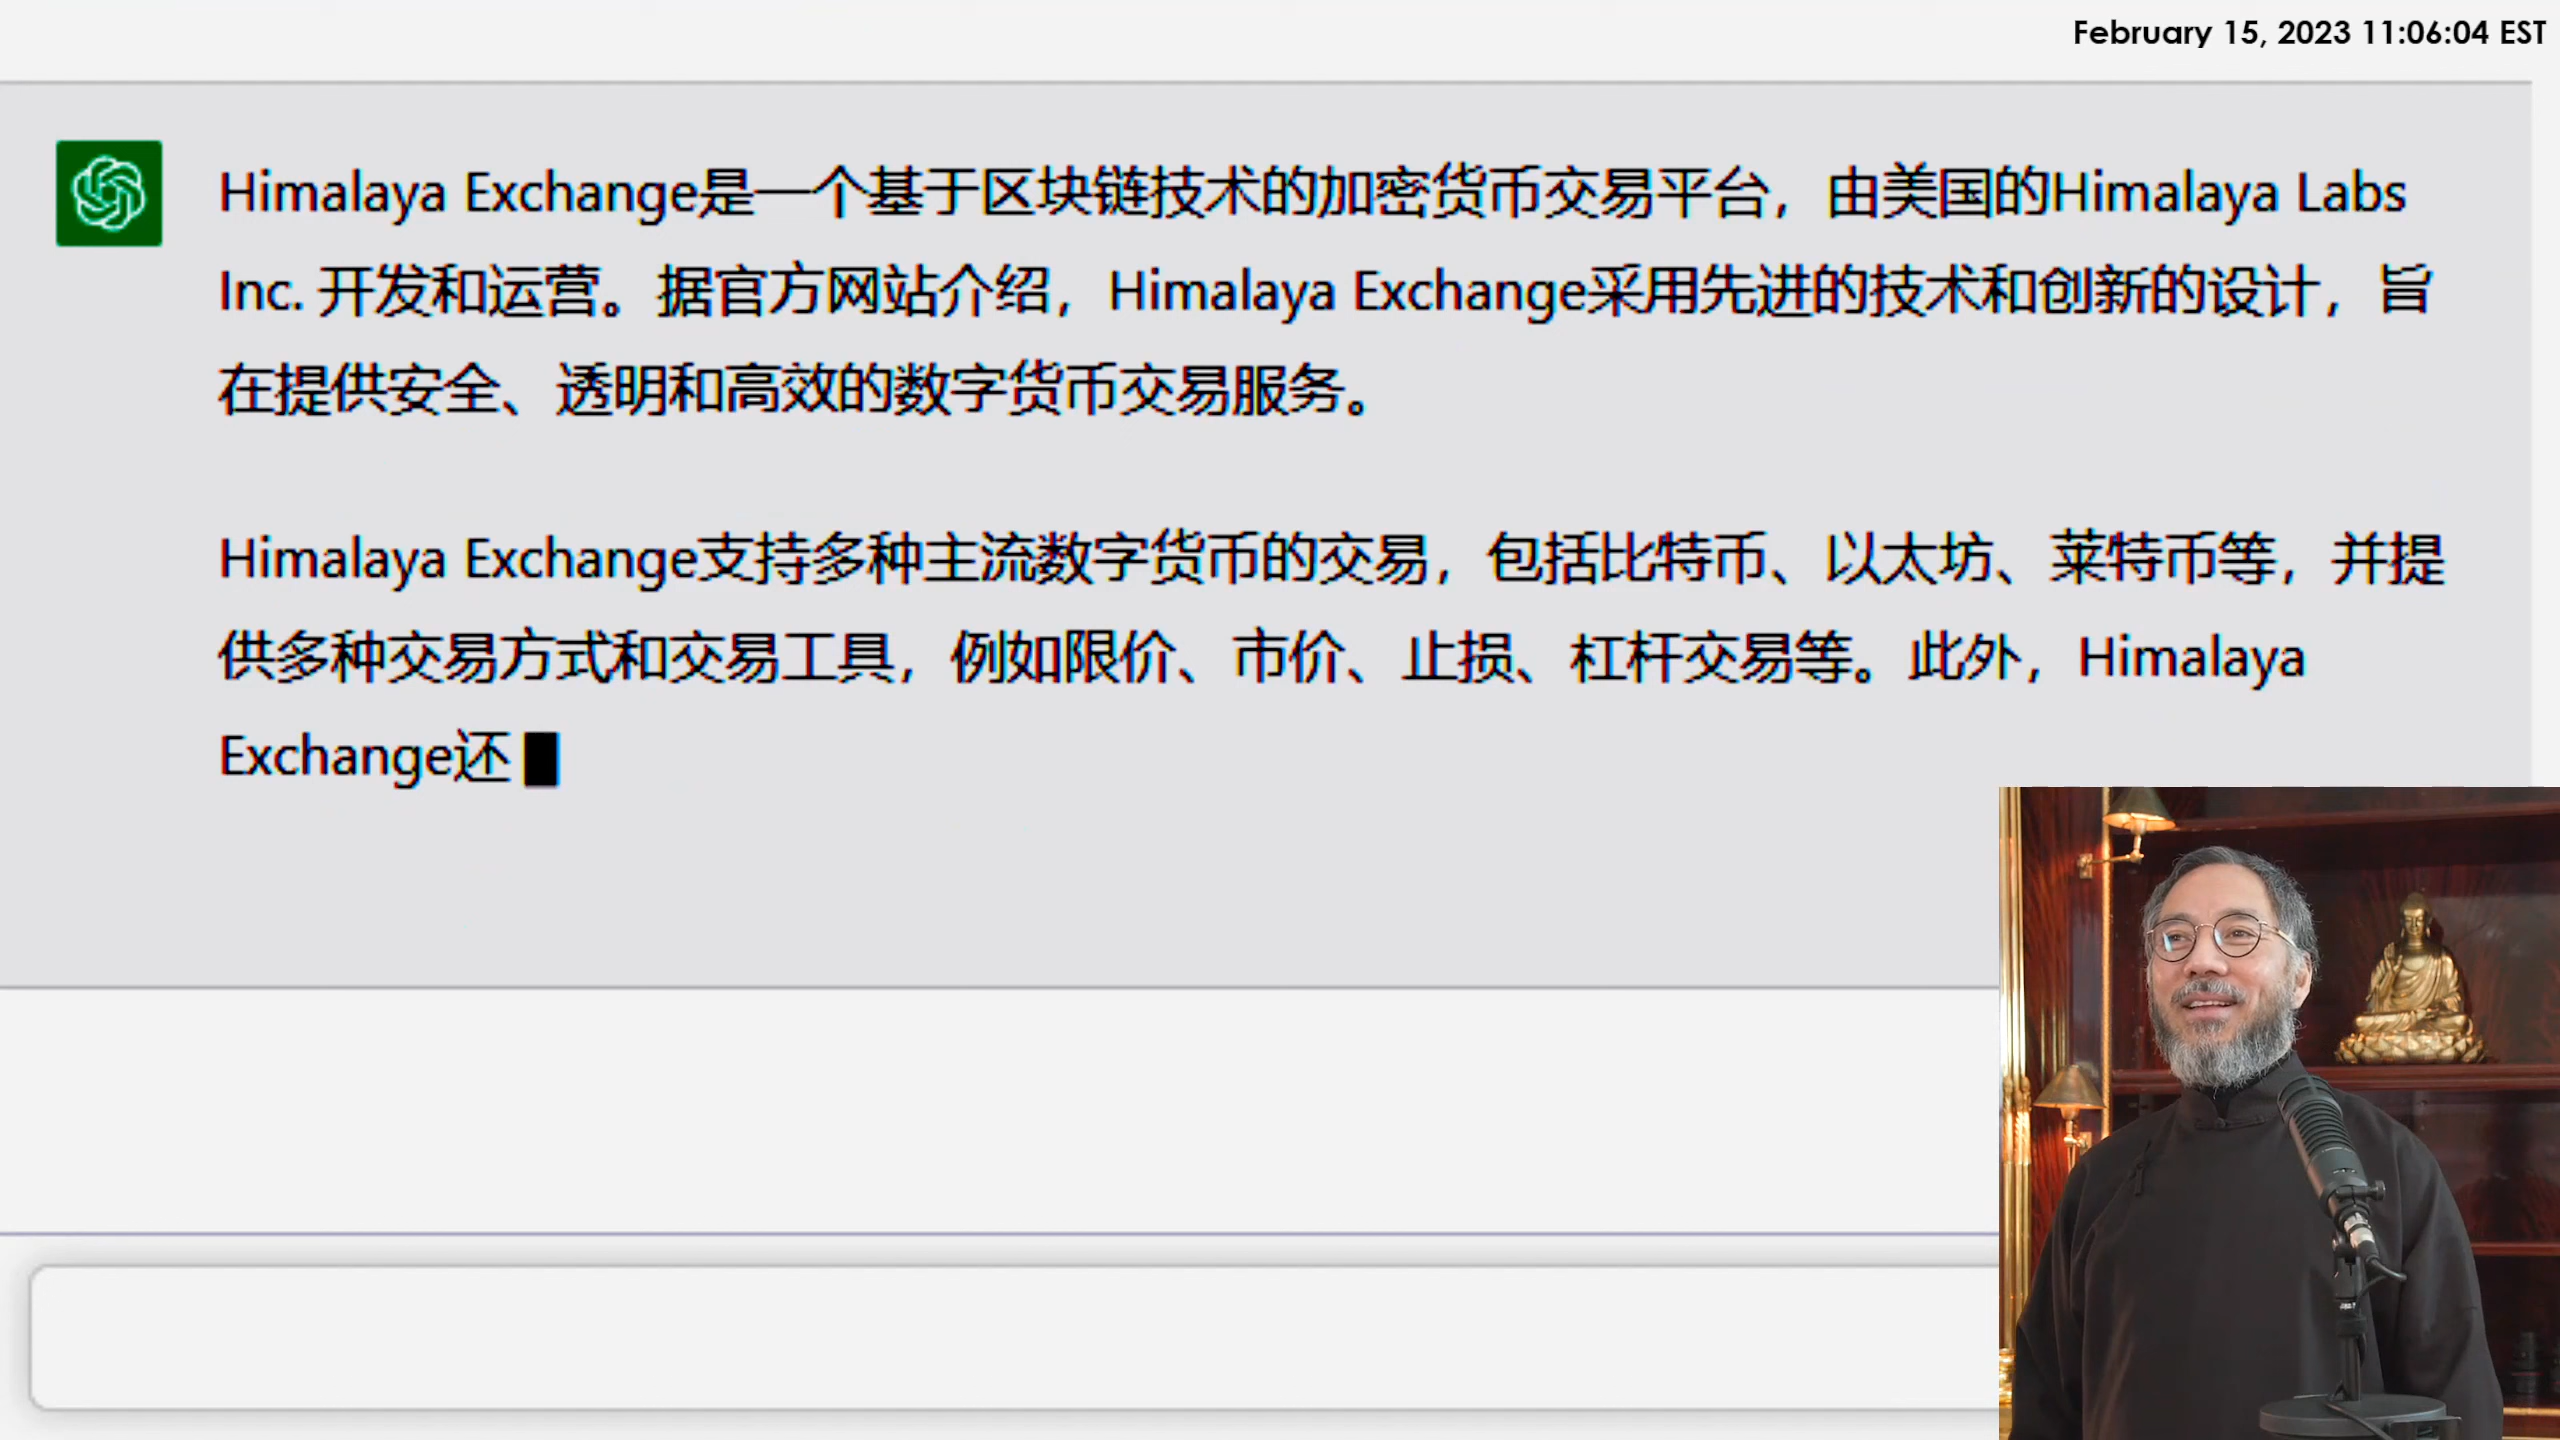 February 15, 2023 11:06:04 EST
Himalaya Exchange是一个基于区块链技术的加密货币交易平台，由美国的Himalaya Labs
Inc. 开发和运营。据官方网站介绍，Himalaya Exchange采用先进的技术和创新的设计，旨
在提供安全、透明和高效的数字货币交易服务。
Himalaya Exchange支持多种主流数字货币的交易，包括比特币、以太坊、莱特币等，并提
供多种交易方式和交易工具，例如限价、市价、止损、杠杆交易等。此外，Himalaya
Exchange还